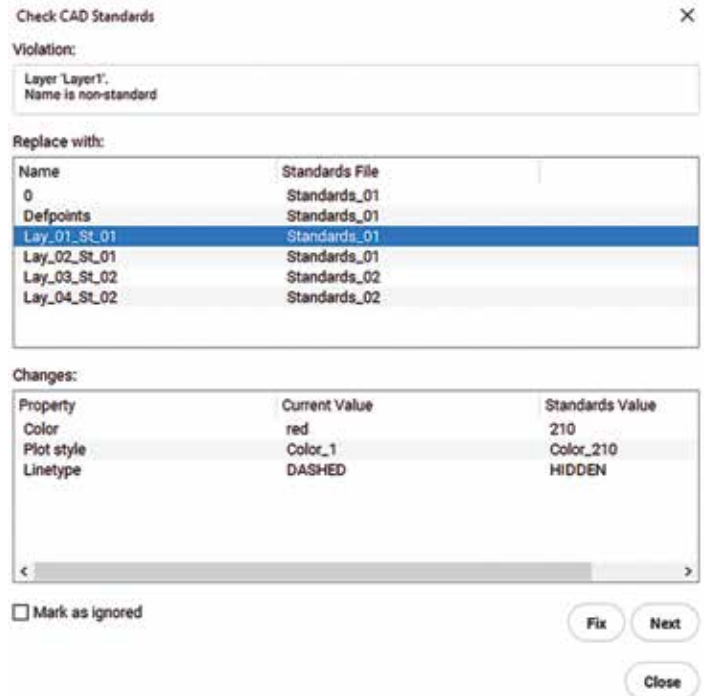 Check CAD Standards
Violation:
Layer 'Layer1'.
Name is non-standard
Replace with:
Name Standards File
0 Standards_01
Defpoints Standards_01
Lay_01_St_01 Standards_01
Lay_02_St_01 Standards_01
Lay_03_St_02 Standards_02
Lay_04_St_02 Standards_02
Changes:
Property Current Value Standards Value
Color red 210
Plot style Color_1 Color_210
Linetype DASHED HIDDEN
Mark as ignored
Fix Next
Close